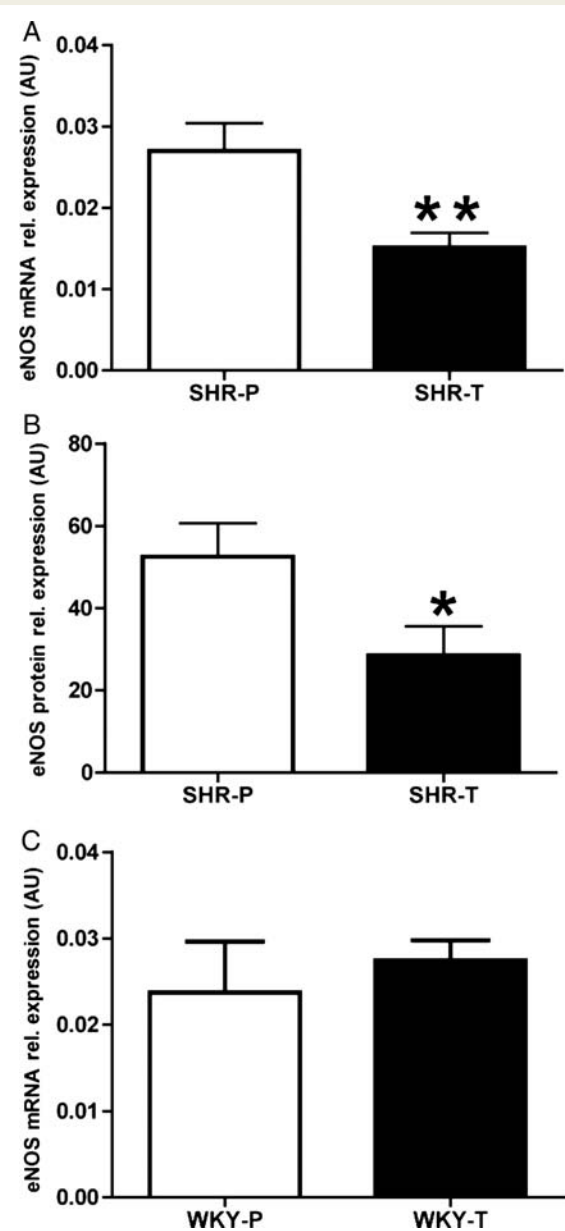 A
eNOS mRNA rel. expression (AU)
0.04
0.03
0.02
0.01
0.00
**
SHR-P SHR-T
B
eNOS protein rel. expression (AU)
80
60
40
20
0
*
SHR-P SHR-T
C
eNOS mRNA rel. expression (AU)
0.04
0.03
0.02
0.01
0.00
WKY-P WKY-T